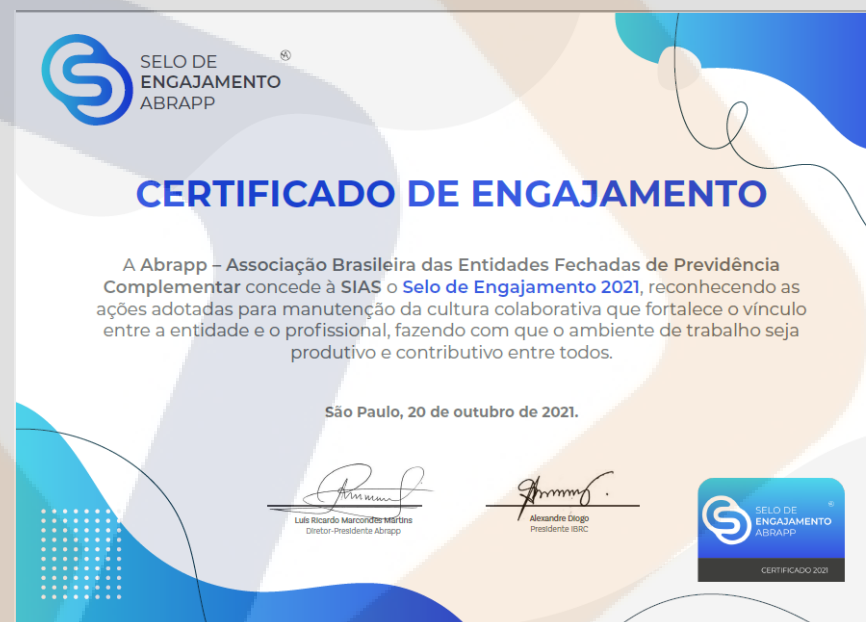 SELO DE
ENGAJAMENTO
ABRAPP
CERTIFICADO DE ENGAJAMENTO
A Abrapp – Associação Brasileira das Entidades Fechadas de Previdência
Complementar concede à SIAS o Selo de Engajamento 2021, reconhecendo as
ações adotadas para manutenção da cultura colaborativa que fortalece o vínculo
entre a entidade e o profissional, fazendo com que o ambiente de trabalho seja
produtivo e contributivo entre todos.
São Paulo, 20 de outubro de 2021.
Luís Ricardo Marcondes Martins
Diretor-Presidente Abrapp
Alexandre Diogo
Presidente IBRC
SELO DE
ENGAJAMENTO
ABRAPP
CERTIFICADO 2021